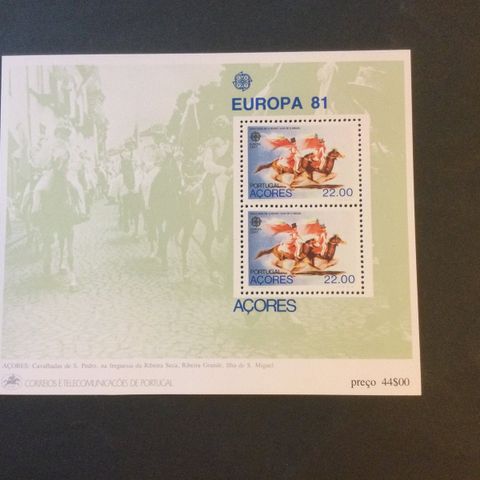 EUROPA 81
PORTUGAL
AÇORES
22.00
PORTUGAL
AÇORES
22.00
AÇORES
AÇORES: Cavalhadas de S. Pedro, na freguesia da Ribeira Seca, Ribeira Grande, Ilha de S. Miguel
CORREIOS E TELECOMUNICAÇÕES DE PORTUGAL
preço 44$00